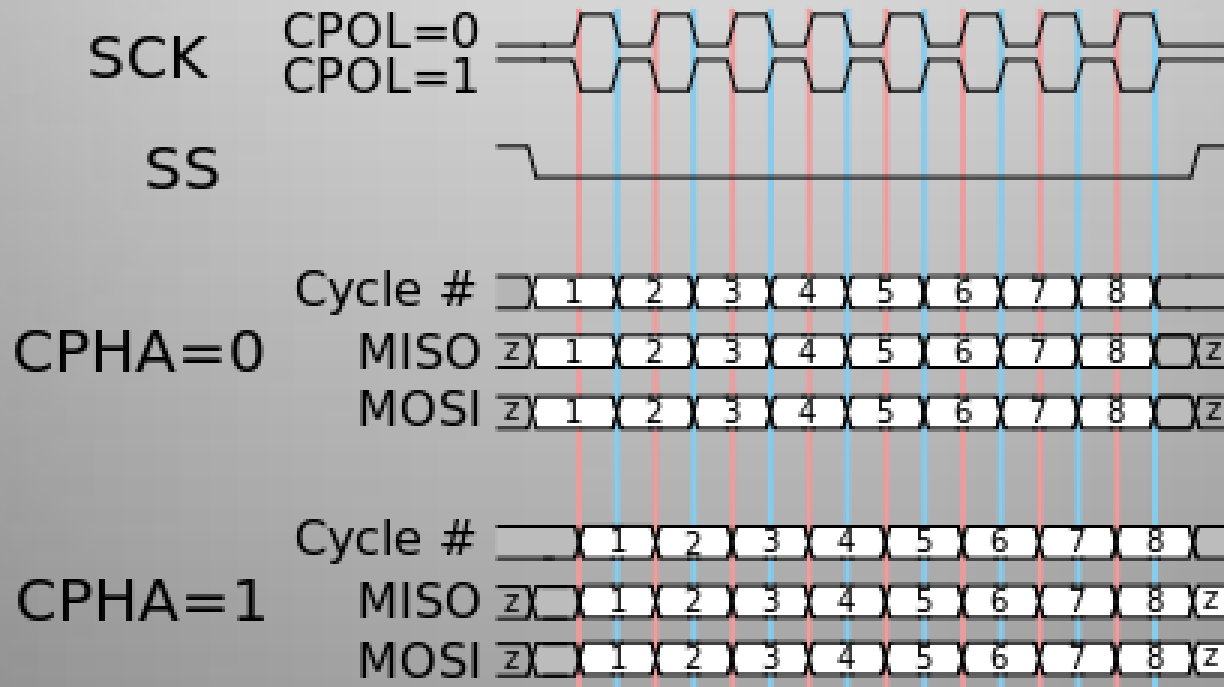 CPOL=0
SCK
CPOL=1
SS
Cycle # 1 2 3 4 5 6 7 8
CPHA=0
MISO z 1 2 3 4 5 6 7 8 z
MOSI z 1 2 3 4 5 6 7 8 z
Cycle # 1 2 3 4 5 6 7 8
CPHA=1
MISO z 1 2 3 4 5 6 7 8 z
MOSI z 1 2 3 4 5 6 7 8 z